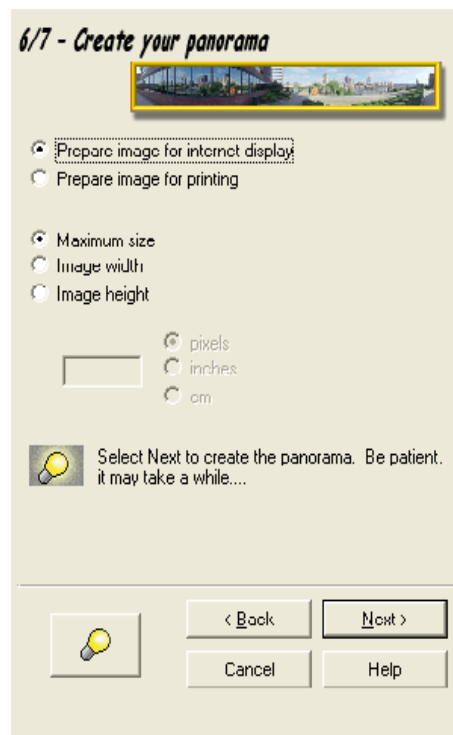 6/7 - Create your panorama
Prepare image for internet display
Prepare image for printing
Maximum size
Image width
Image height
pixels
inches
cm
Select Next to create the panorama. Be patient.
it may take a while....
< Back
Next >
Cancel
Help